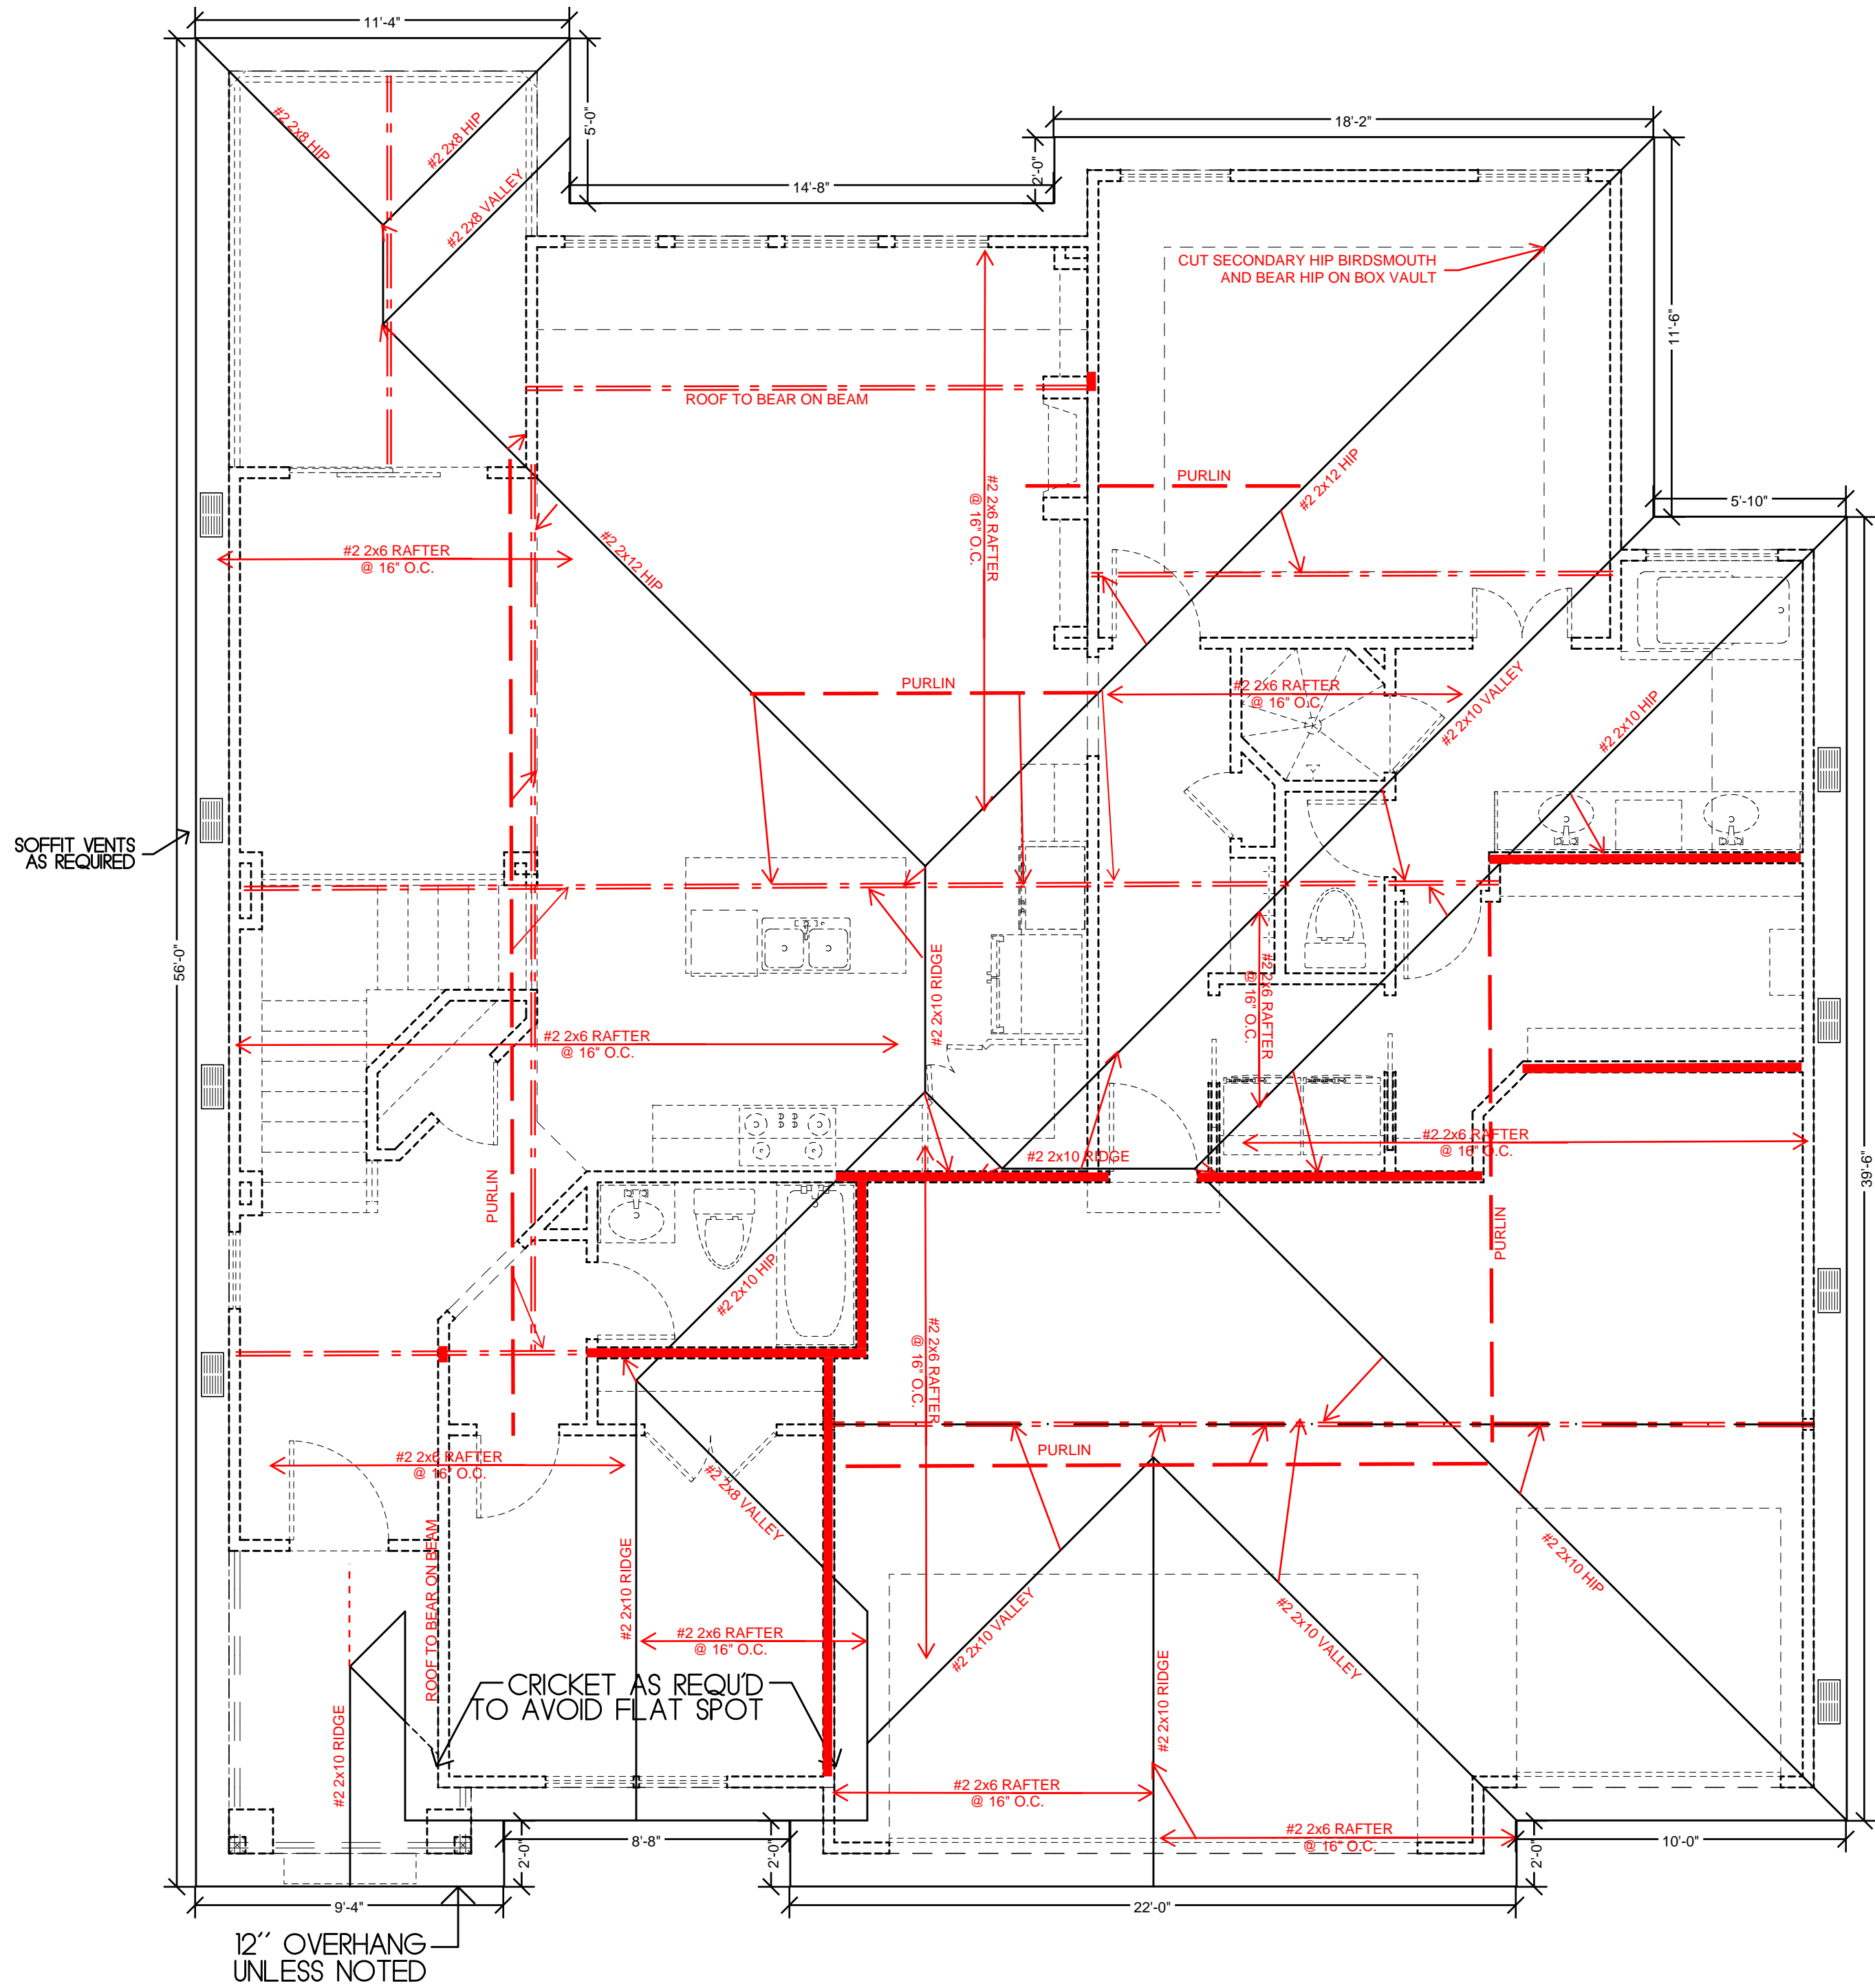 11'-4"
5'-0"
18'-2"
2'-0"
14'-8"
#2 2x8 HIP
#2 2x8 HIP
#2 2x8 VALLEY
CUT SECONDARY HIP BIRDSMOUTH
AND BEAR HIP ON BOX VAULT
11'-6"
ROOF TO BEAR ON BEAM
PURLIN
#2 2x12 HIP
5'-10"
#2 2x6 RAFTER
@ 16" O.C.
#2 2x6 RAFTER
@ 16" O.C.
#2 2x12 HIP
PURLIN
#2 2x6 RAFTER
@ 16" O.C.
#2 2x10 VALLEY
#2 2x10 HIP
SOFFIT VENTS
AS REQUIRED
56'-0"
#2 2x10 RIDGE
#2 2x6 RAFTER
@ 16" O.C.
#2 2x6 RAFTER
@ 16" O.C.
#2 2x6 RAFTER
@ 16" O.C.
#2 2x10 RIDGE
39'-6"
PURLIN
PURLIN
#2 2x10 HIP
#2 2x6 RAFTER
@ 16" O.C.
PURLIN
#2 2x6 RAFTER
@ 16" O.C.
#2 2x8 VALLEY
ROOF TO BEAR ON BEAM
#2 2x10 RIDGE
#2 2x10 HIP
#2 2x6 RAFTER
@ 16" O.C.
#2 2x10 VALLEY
#2 2x10 VALLEY
CRICKET AS REQU'D
TO AVOID FLAT SPOT
#2 2x10 RIDGE
#2 2x10 RIDGE
#2 2x6 RAFTER
@ 16" O.C.
#2 2x6 RAFTER
@ 16" O.C.
2'-0"
8'-8"
2'-0"
2'-0"
10'-0"
9'-4"
22'-0"
12'' OVERHANG
UNLESS NOTED